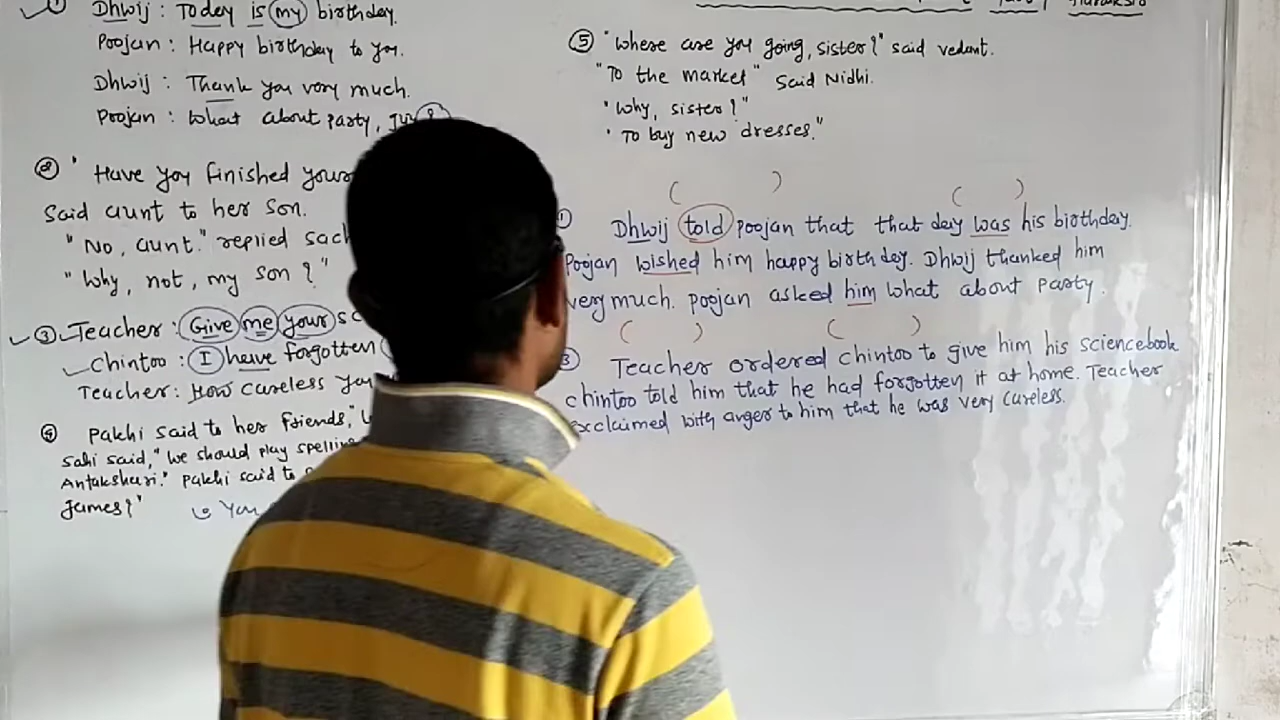 Dhwij : Today is my birthday.
Poojan : Happy birthday to you.
Dhwij : Thank you very much.
Poojan : What about party,
② " Have you finished
Said aunt to her son.
"No, aunt." replied
"Why, not, my son ?"
③ Teacher : Give me your
Chintoo : I have forgotten
Teacher : How careless you
④ Pakhi said to her friends,"
said," We should play
Antakshari." Pakhi said to
games?"
You
⑤ "Where are you going, sister?" said vedant.
"To the market" Said Nidhi.
"Why, sister?"
"To buy new dresses."
Dhwij told poojan that that day was his birthday.
Poojan wished him happy birthday. Dhwij thanked him
very much. poojan asked him what about party.
Teacher ordered chintoo to give him his sciencebook
chintoo told him that he had forgotten it at home. Teacher
exclaimed with anger to him that he was very careless.